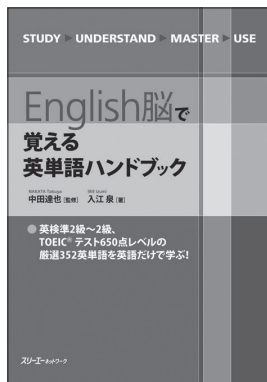 STUDY ▶ UNDERSTAND ▶ MASTER ▶ USE
English脳で
覚える
英単語ハンドブック
NAKATA Tatsuya IRIE Izumi
中田達也[監修] 入江 泉[著]
● 英検準2級~2級、
TOEIC® テスト650点レベルの
厳選352英単語を英語だけで学ぶ!
スリーエーネットワーク